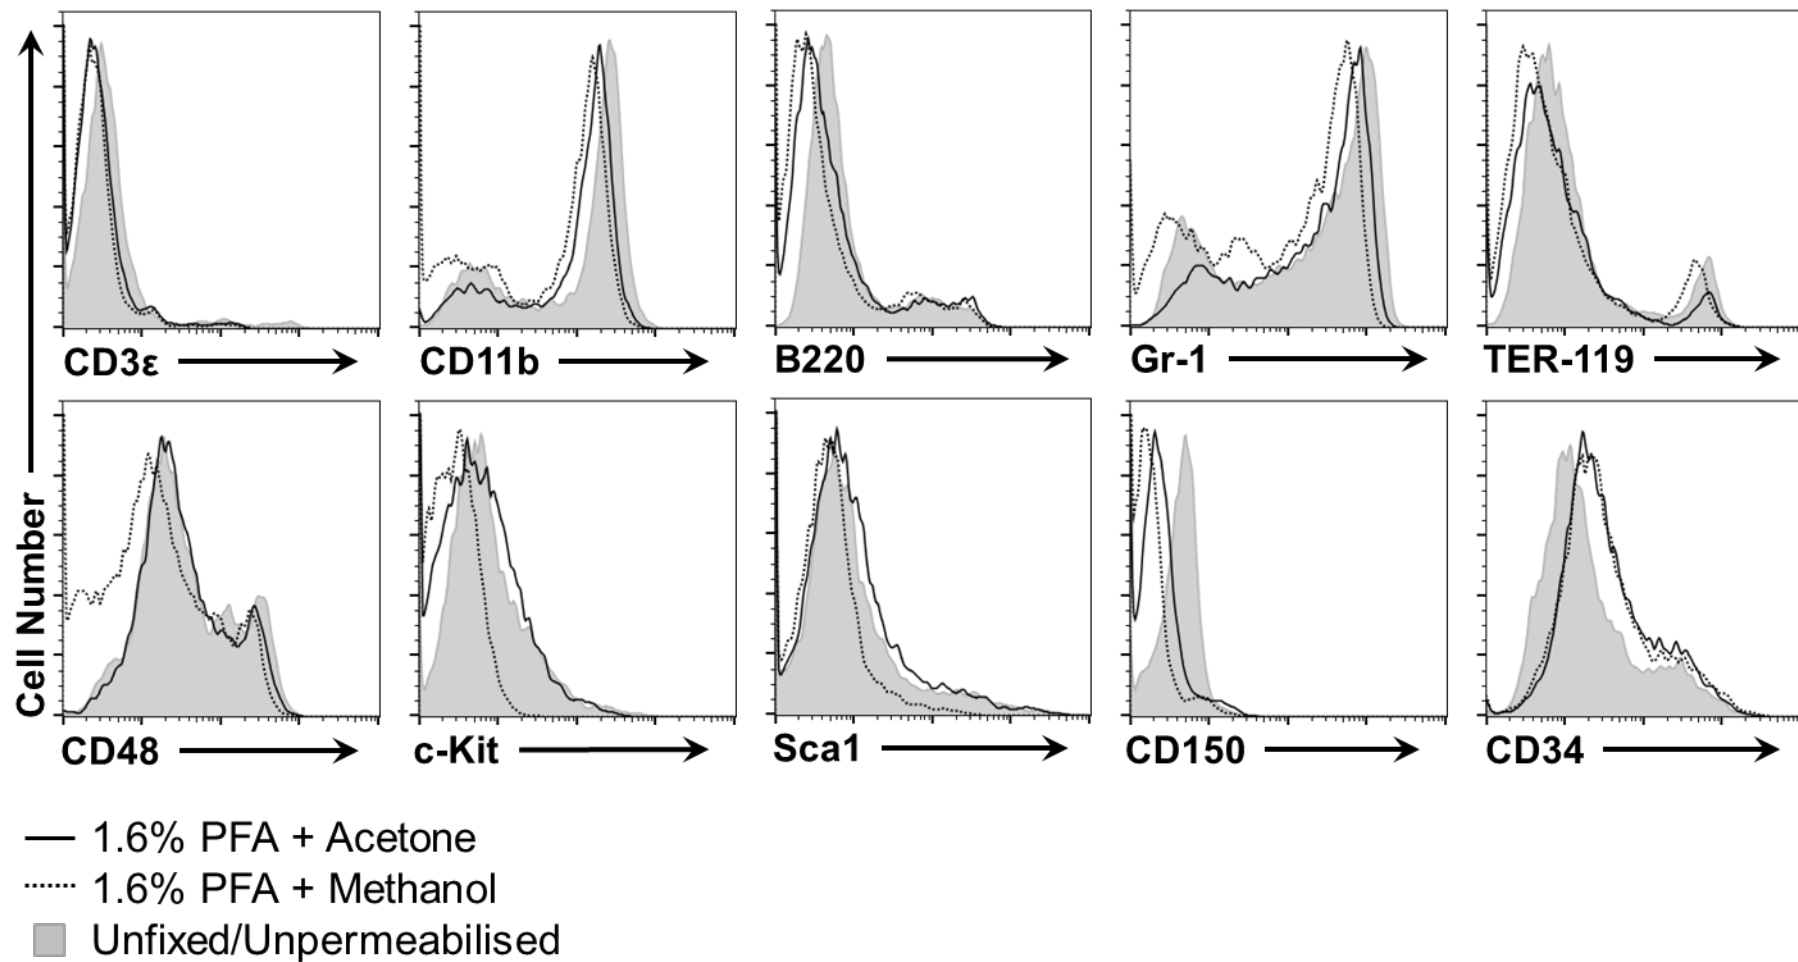 Cell Number
CD3ε
CD11b
B220
Gr-1
TER-119
CD48
c-Kit
Sca1
CD150
CD34
1.6% PFA + Acetone
1.6% PFA + Methanol
Unfixed/Unpermeabilised